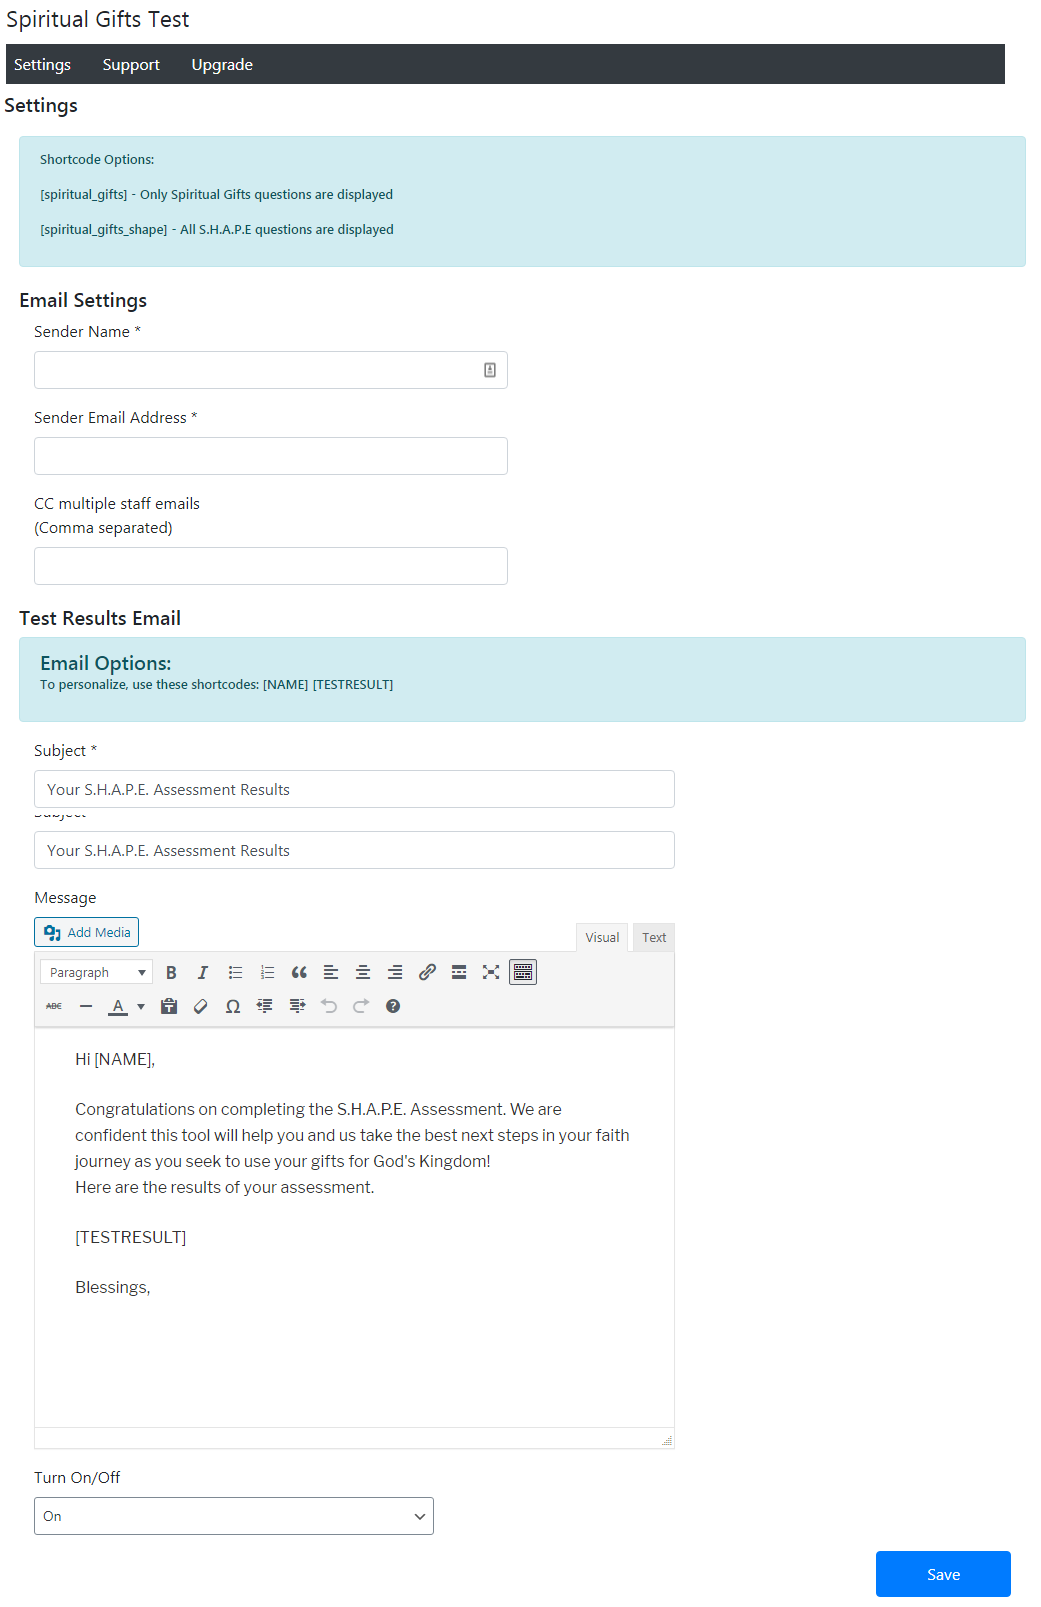 Spiritual Gifts Test
Settings Support Upgrade
Settings
Shortcode Options:
[spiritual_gifts] - Only Spiritual Gifts questions are displayed
[spiritual_gifts_shape] - All S.H.A.P.E questions are displayed
Email Settings
Sender Name *
Sender Email Address *
CC multiple staff emails
(Comma separated)
Test Results Email
Email Options:
To personalize, use these shortcodes: [NAME] [TESTRESULT]
Subject *
Your S.H.A.P.E. Assessment Results
Subject
Your S.H.A.P.E. Assessment Results
Message
Add Media
Visual Text
Paragraph B I
ABC A Ω
Hi [NAME],
Congratulations on completing the S.H.A.P.E. Assessment. We are
confident this tool will help you and us take the best next steps in your faith
journey as you seek to use your gifts for God's Kingdom!
Here are the results of your assessment.
[TESTRESULT]
Blessings,
Turn On/Off
On
Save